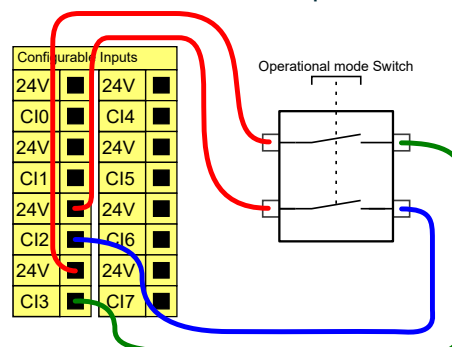 Configurable Inputs
Operational mode Switch
24V 24V
CI0 CI4
24V 24V
CI1 CI5
24V 24V
CI2 CI6
24V 24V
CI3 CI7